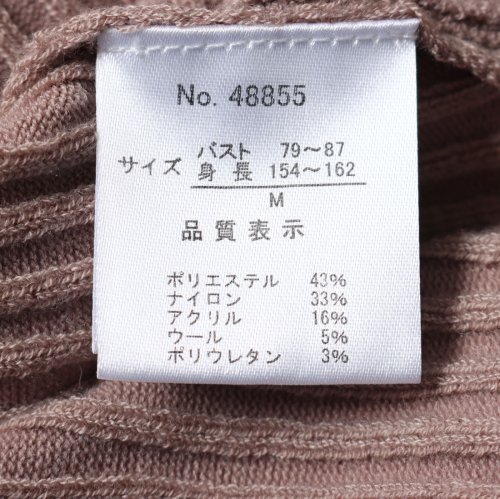 No. 48855
サイズ バスト 79〜87
身長 154〜162
M
品質表示
ポリエステル 43%
ナイロン 33%
アクリル 16%
ウール 5%
ポリウレタン 3%